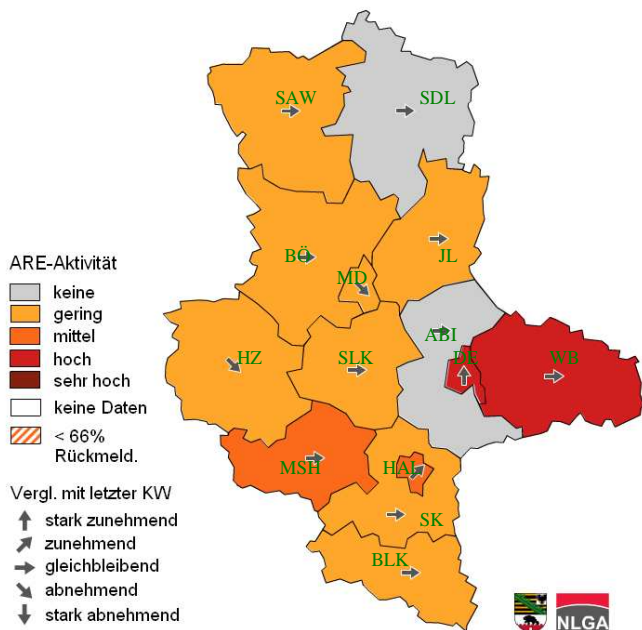 SAW
SDL
BÖ
MD
JL
ARE-Aktivität
keine
gering
mittel
hoch
sehr hoch
keine Daten
< 66%
Rückmeld.
HZ
SLK
ABI
DE
WB
MSH
HAL
SK
BLK
Vergl. mit letzter KW
stark zunehmend
zunehmend
gleichbleibend
abnehmend
stark abnehmend
NLGA